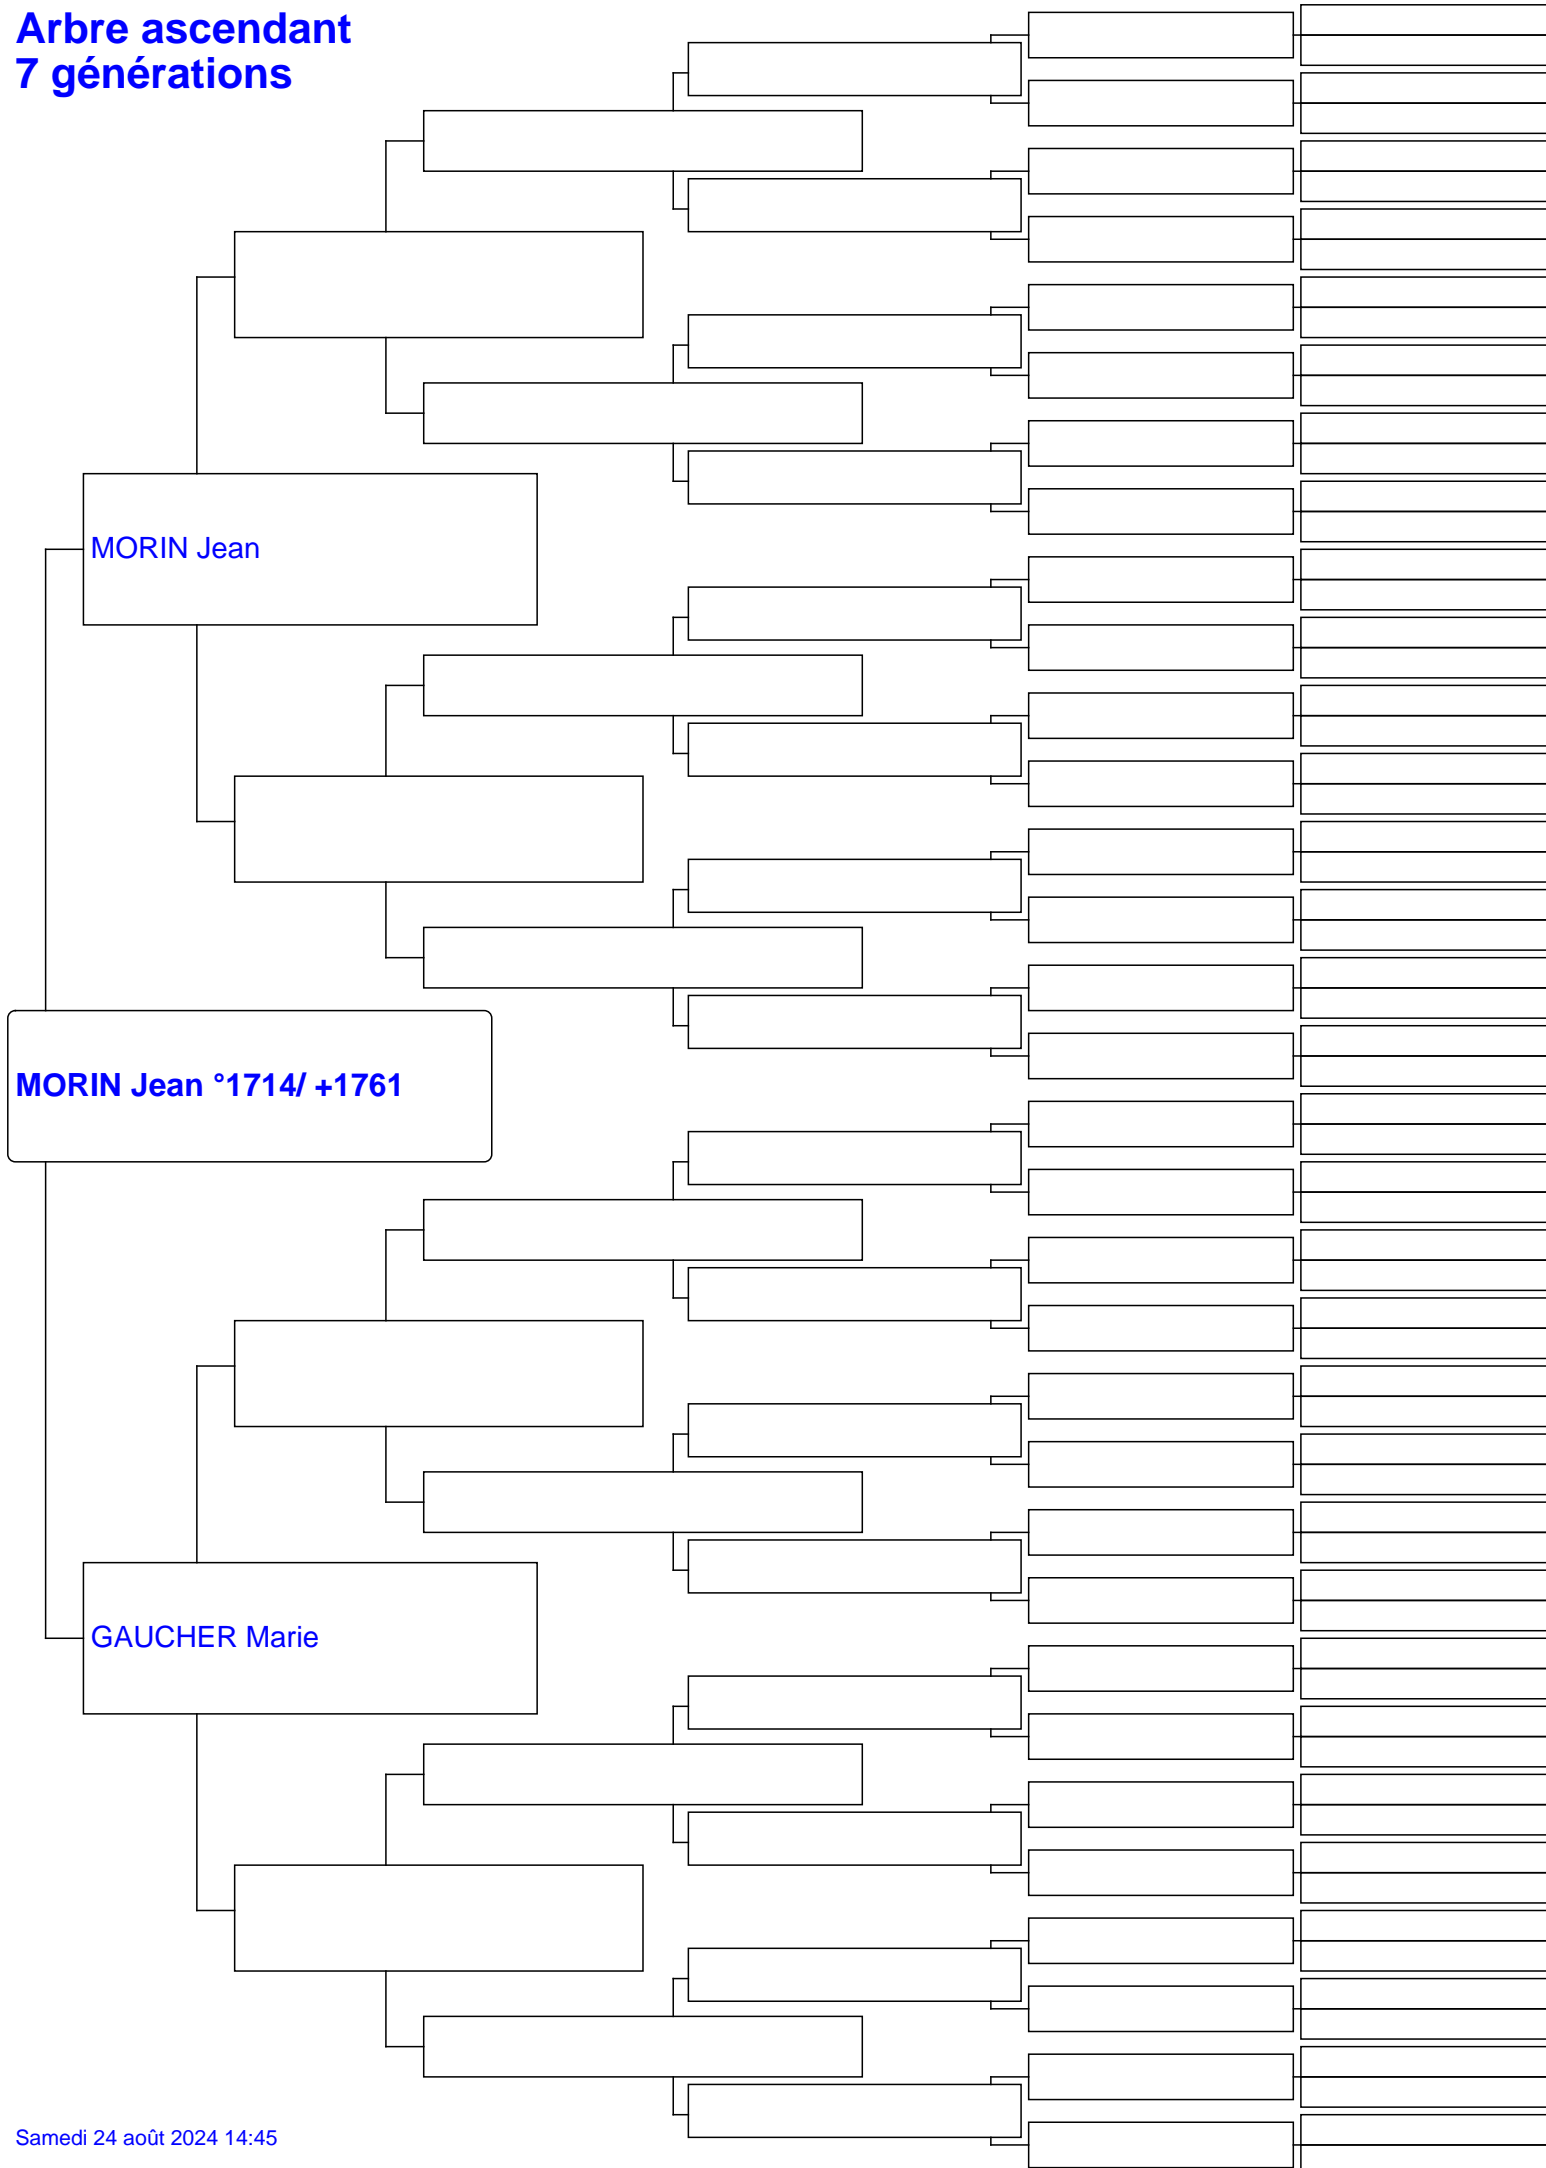 Arbre ascendant
7 générations
MORIN Jean
MORIN Jean °1714/ +1761
GAUCHER Marie
Samedi 24 août 2024 14:45